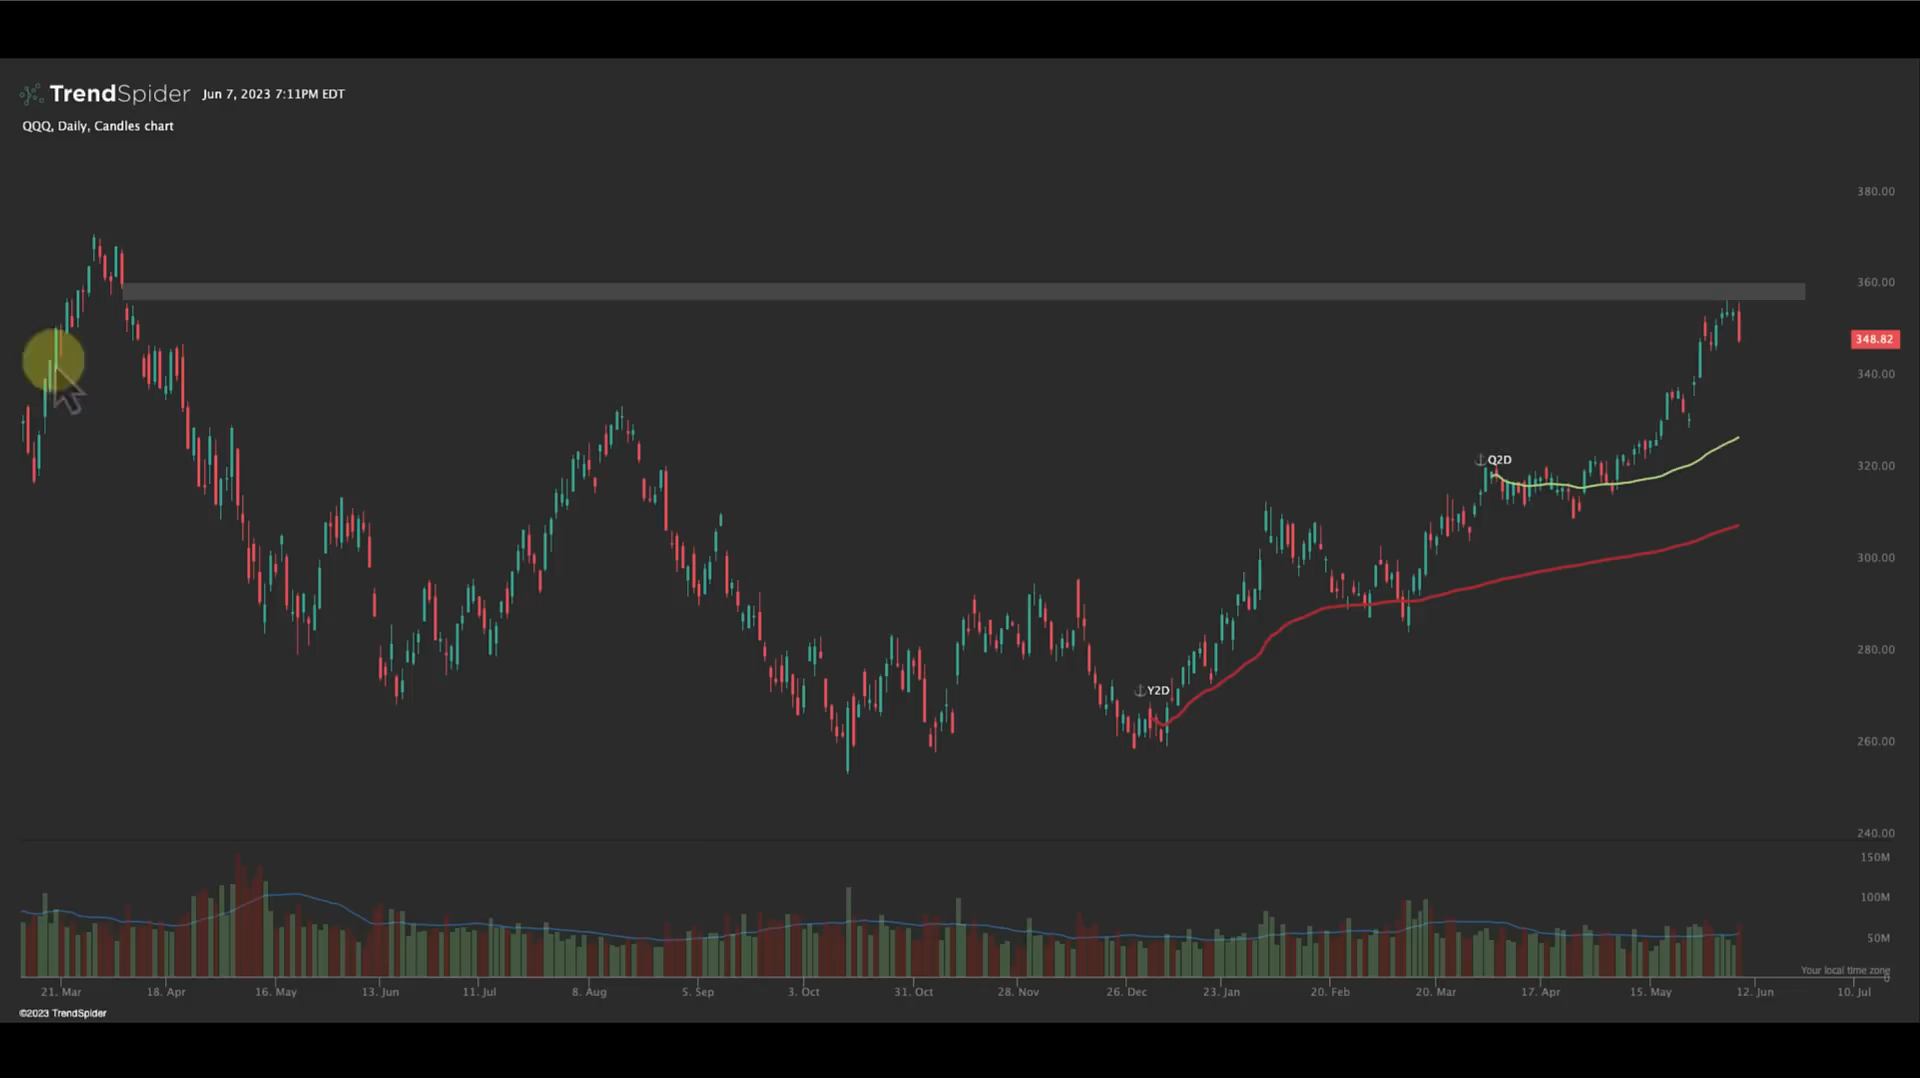 TrendSpider Jun 7, 2023 7:11PM EDT
QQQ, Daily, Candles chart
380.00
360.00
348.82
340.00
Q2D
320.00
300.00
280.00
Y2D
260.00
240.00
150M
100M
50M
Your local time zone
0
21. Mar 18. Apr 16. May 13. Jun 11. Jul 8. Aug 5. Sep 3. Oct 31. Oct 28. Nov 26. Dec 23. Jan 20. Feb 20. Mar 17. Apr 15. May 12. Jun 10. Jul
©2023 TrendSpider